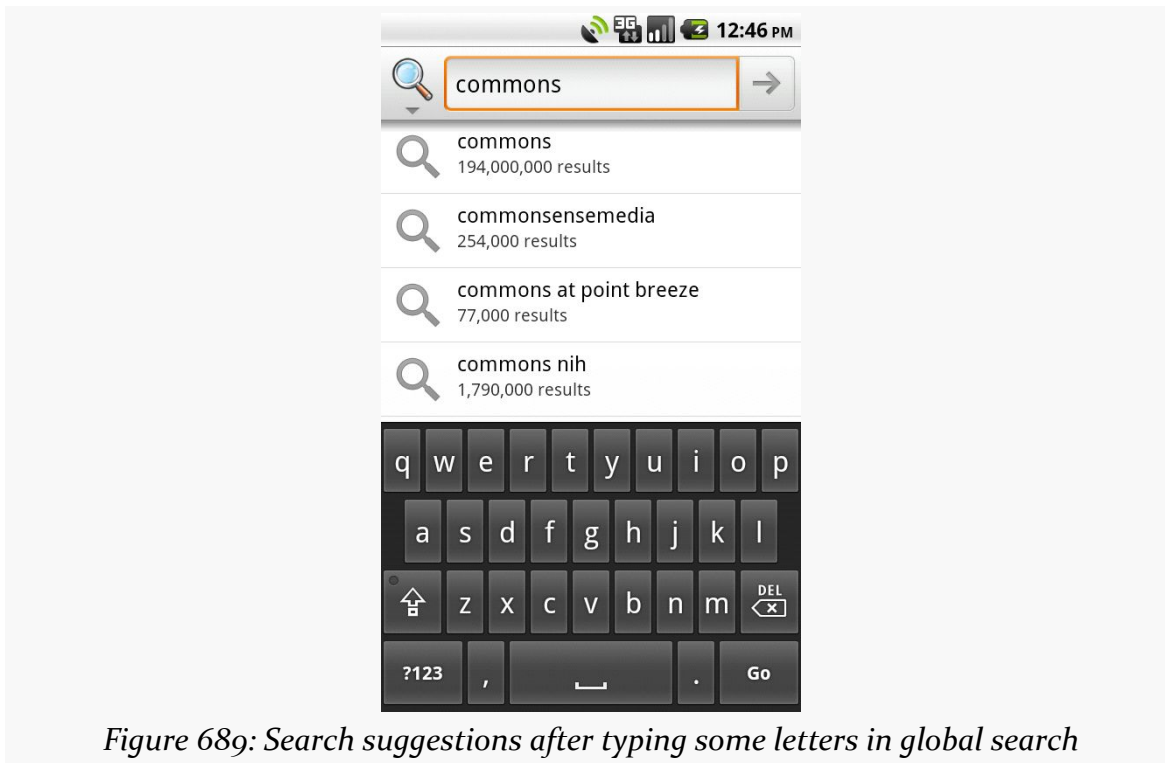 3G 12:46 PM
commons
commons
194,000,000 results
commonsensemedia
254,000 results
commons at point breeze
77,000 results
commons nih
1,790,000 results
q w e r t y u i o p
a s d f g h j k l
z x c v b n m DEL
?123 , . Go
Figure 689: Search suggestions after typing some letters in global search